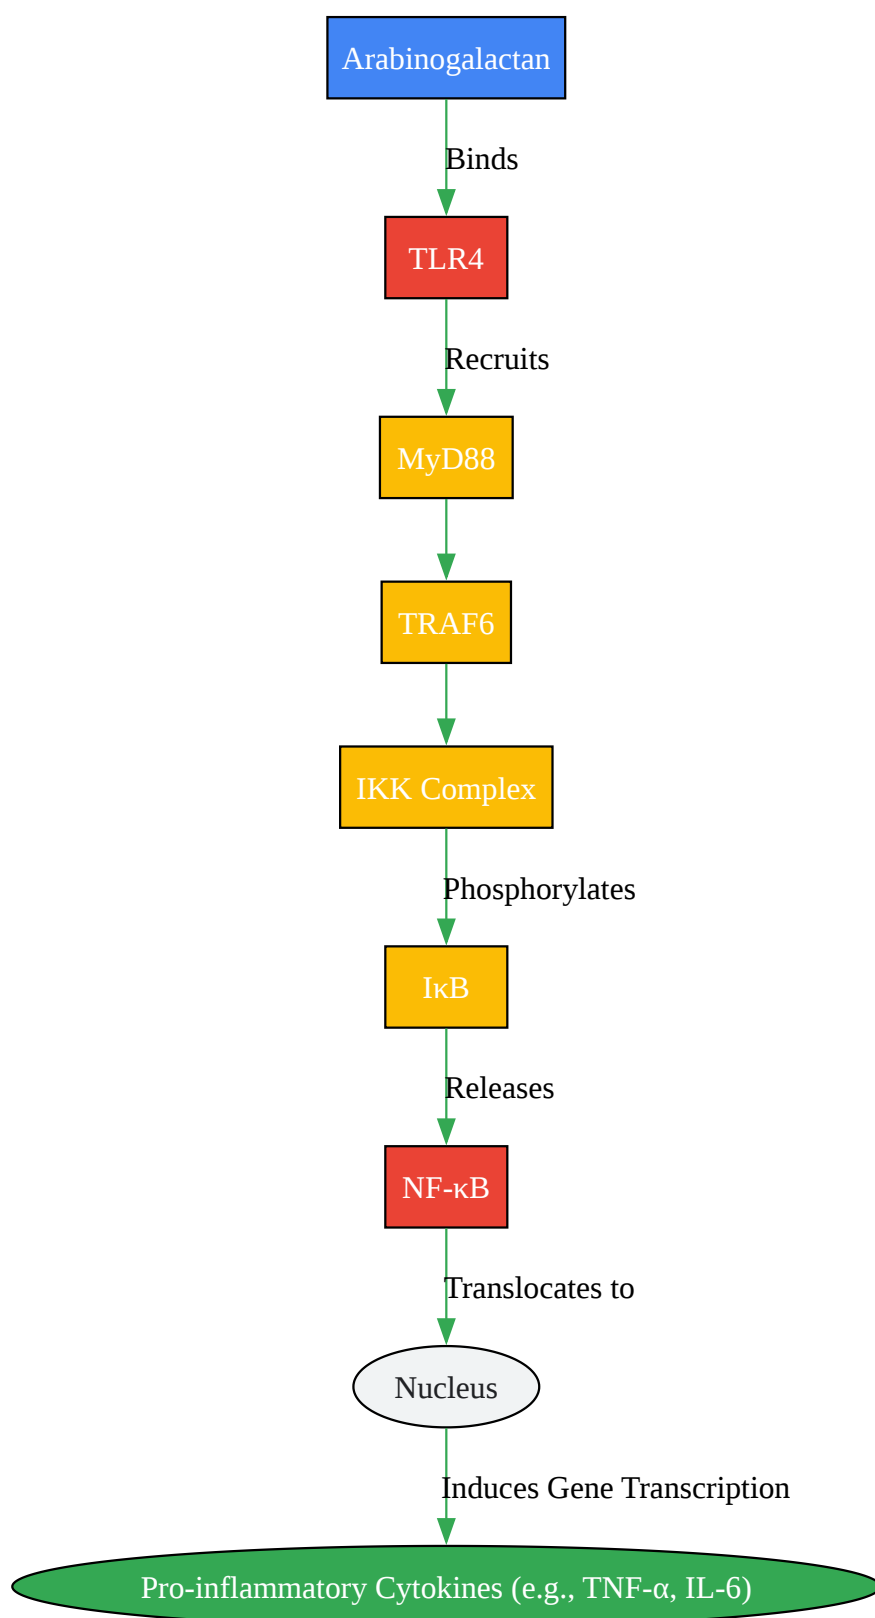 Arabinogalactan
Binds
TLR4
Recruits
MyD88
TRAF6
IKK Complex
Phosphorylates
IκB
Releases
NF-κB
Translocates to
Nucleus
Induces Gene Transcription
Pro-inflammatory Cytokines (e.g., TNF-α, IL-6)